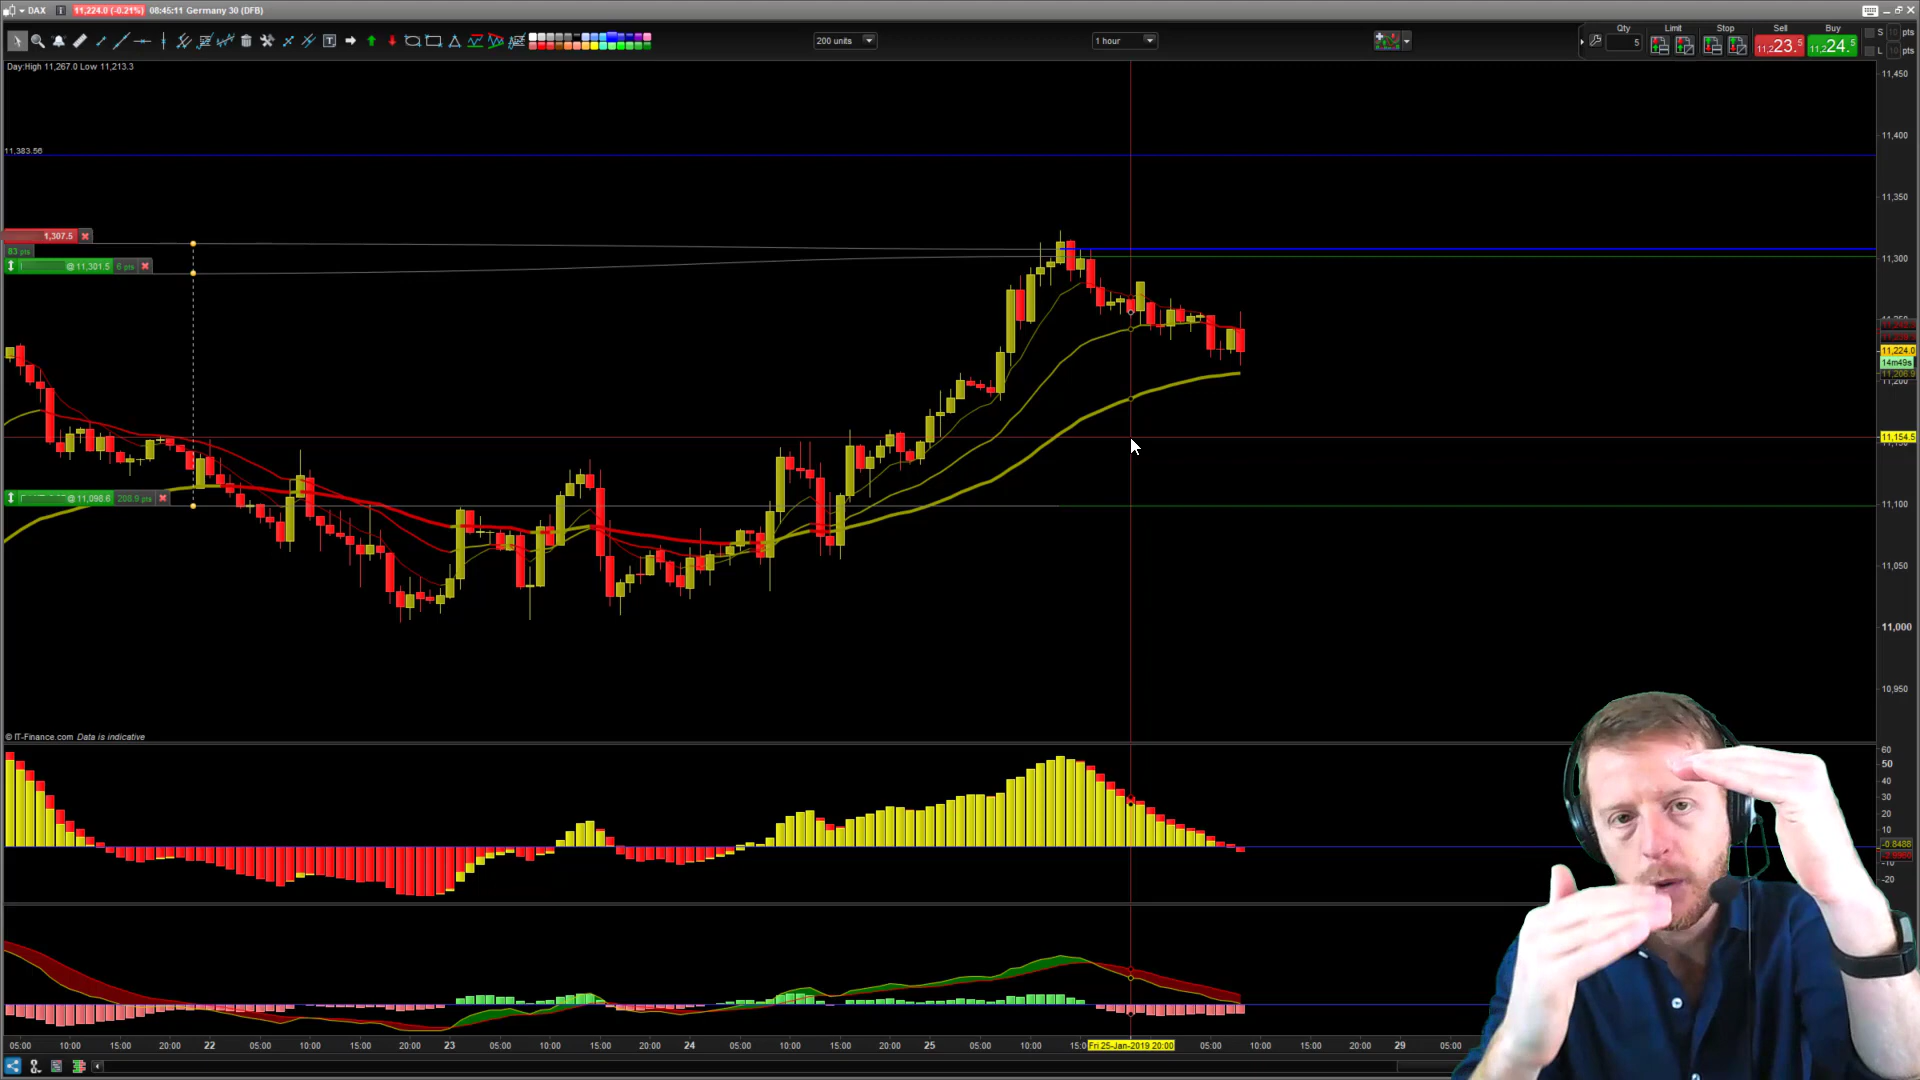 DAX 11,224.0 (-0.21%) 08:45:11 Germany 30 (DFB)
200 units
1 hour
Qty
5
Limit
Stop
Sell
11,223.5
Buy
11,224.5
S 10 pts
L 10 pts
Day:High 11,267.0 Low 11,213.3
11,383.56
1,307.5
83 pts
@ 11,301.5 6 pts
@ 11,098.6 208.9 pts
11,450
11,400
11,350
11,300
11,224.0
14m49s
11,206.9
11,200
11,154.5
11,100
11,050
11,000
10,950
© IT-Finance.com Data is indicative
60
50
40
30
20
10
-0.8488
-10
-20
05:00 10:00 15:00 20:00 22 05:00 10:00 15:00 20:00 23 05:00 10:00 15:00 20:00 24 05:00 10:00 15:00 20:00 25 05:00 10:00 15:0 Fri 25-Jan-2019 20:00 05:00 10:00 15:00 20:00 29 05:00